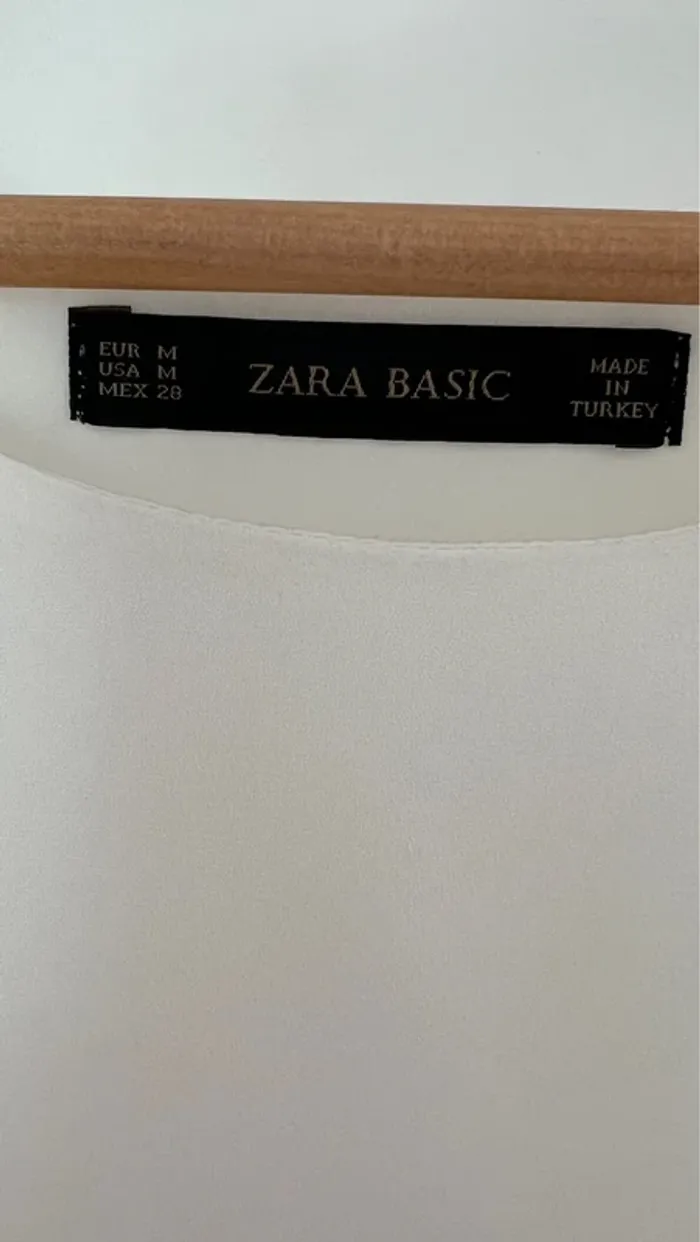 EUR M
USA M
MEX 28
ZARA BASIC
MADE
IN
TURKEY